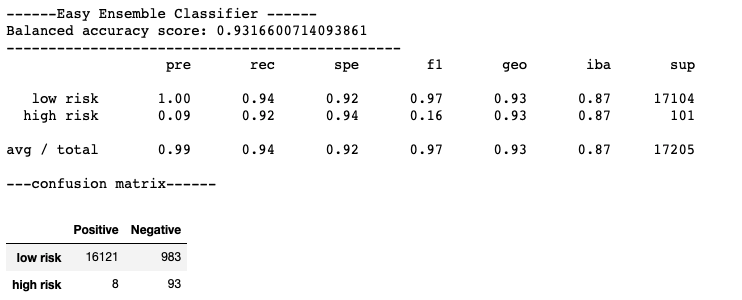 ------Easy Ensemble Classifier ------
Balanced accuracy score: 0.9316600714093861
-----------------------------------------------
pre rec spe f1 geo iba sup
low risk 1.00 0.94 0.92 0.97 0.93 0.87 17104
high risk 0.09 0.92 0.94 0.16 0.93 0.87 101
avg / total 0.99 0.94 0.92 0.97 0.93 0.87 17205
---confusion matrix------
Positive Negative
low risk 16121 983
high risk 8 93